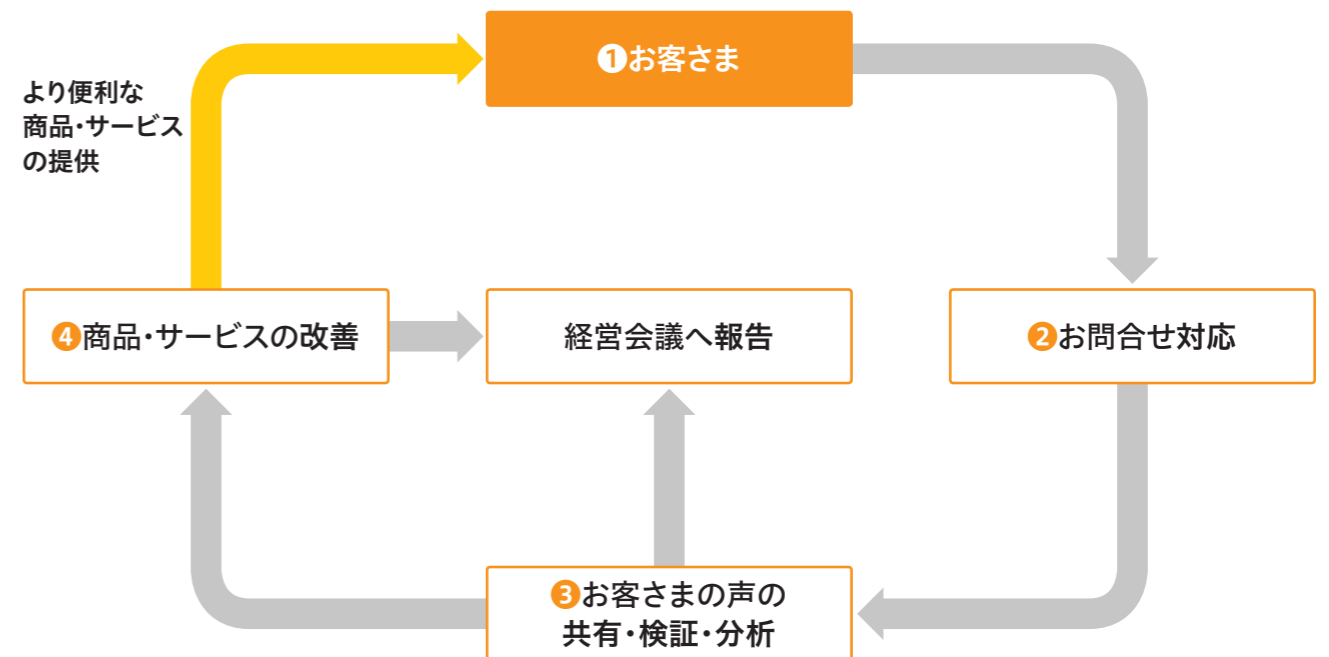 ❶お客さま
より便利な
商品・サービス
の提供
❹商品・サービスの改善
経営会議へ報告
❷お問合せ対応
❸お客さまの声の
共有・検証・分析